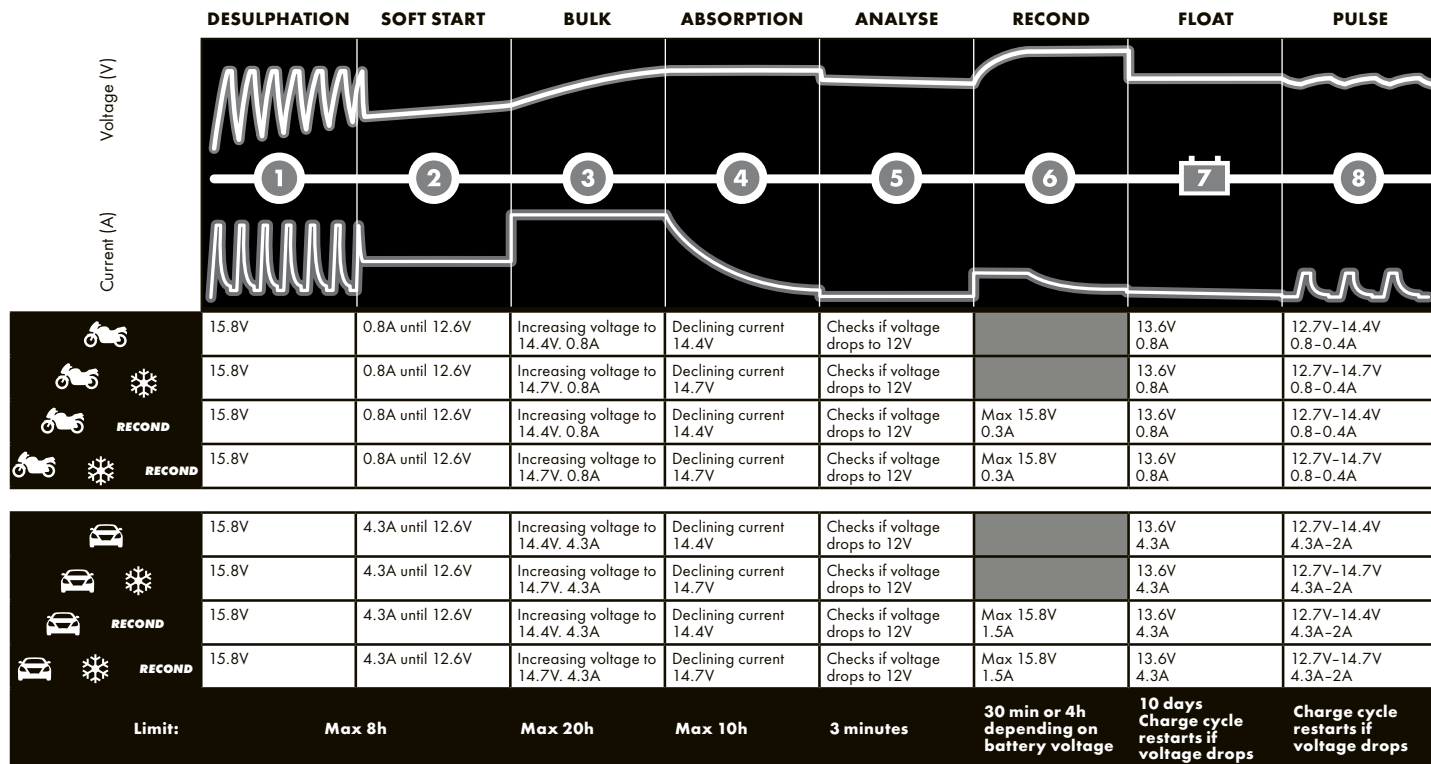 DESULPHATION SOFT START BULK ABSORPTION ANALYSE RECOND FLOAT PULSE
Voltage (V)
1 2 3 4 5 6 7 8
Current (A)
15.8V 0.8A until 12.6V Increasing voltage to Declining current Checks if voltage 13.6V 12.7V–14.4V
14.4V. 0.8A 14.4V drops to 12V 0.8A 0.8–0.4A
15.8V 0.8A until 12.6V Increasing voltage to Declining current Checks if voltage 13.6V 12.7V–14.7V
14.7V. 0.8A 14.7V drops to 12V 0.8A 0.8–0.4A
RECOND 15.8V 0.8A until 12.6V Increasing voltage to Declining current Checks if voltage Max 15.8V 13.6V 12.7V–14.4V
14.4V. 0.8A 14.4V drops to 12V 0.3A 0.8A 0.8–0.4A
RECOND 15.8V 0.8A until 12.6V Increasing voltage to Declining current Checks if voltage Max 15.8V 13.6V 12.7V–14.7V
14.7V. 0.8A 14.7V drops to 12V 0.3A 0.8A 0.8–0.4A
15.8V 4.3A until 12.6V Increasing voltage to Declining current Checks if voltage 13.6V 12.7V–14.4V
14.4V. 4.3A 14.4V drops to 12V 4.3A 4.3A–2A
15.8V 4.3A until 12.6V Increasing voltage to Declining current Checks if voltage 13.6V 12.7V–14.7V
14.7V. 4.3A 14.7V drops to 12V 4.3A 4.3A–2A
RECOND 15.8V 4.3A until 12.6V Increasing voltage to Declining current Checks if voltage Max 15.8V 13.6V 12.7V–14.4V
14.4V. 4.3A 14.4V drops to 12V 1.5A 4.3A 4.3A–2A
RECOND 15.8V 4.3A until 12.6V Increasing voltage to Declining current Checks if voltage Max 15.8V 13.6V 12.7V–14.7V
14.7V. 4.3A 14.7V drops to 12V 1.5A 4.3A 4.3A–2A
Limit: Max 8h Max 20h Max 10h 3 minutes
30 min or 4h
depending on
battery voltage
10 days
Charge cycle
restarts if
voltage drops
Charge cycle
restarts if
voltage drops